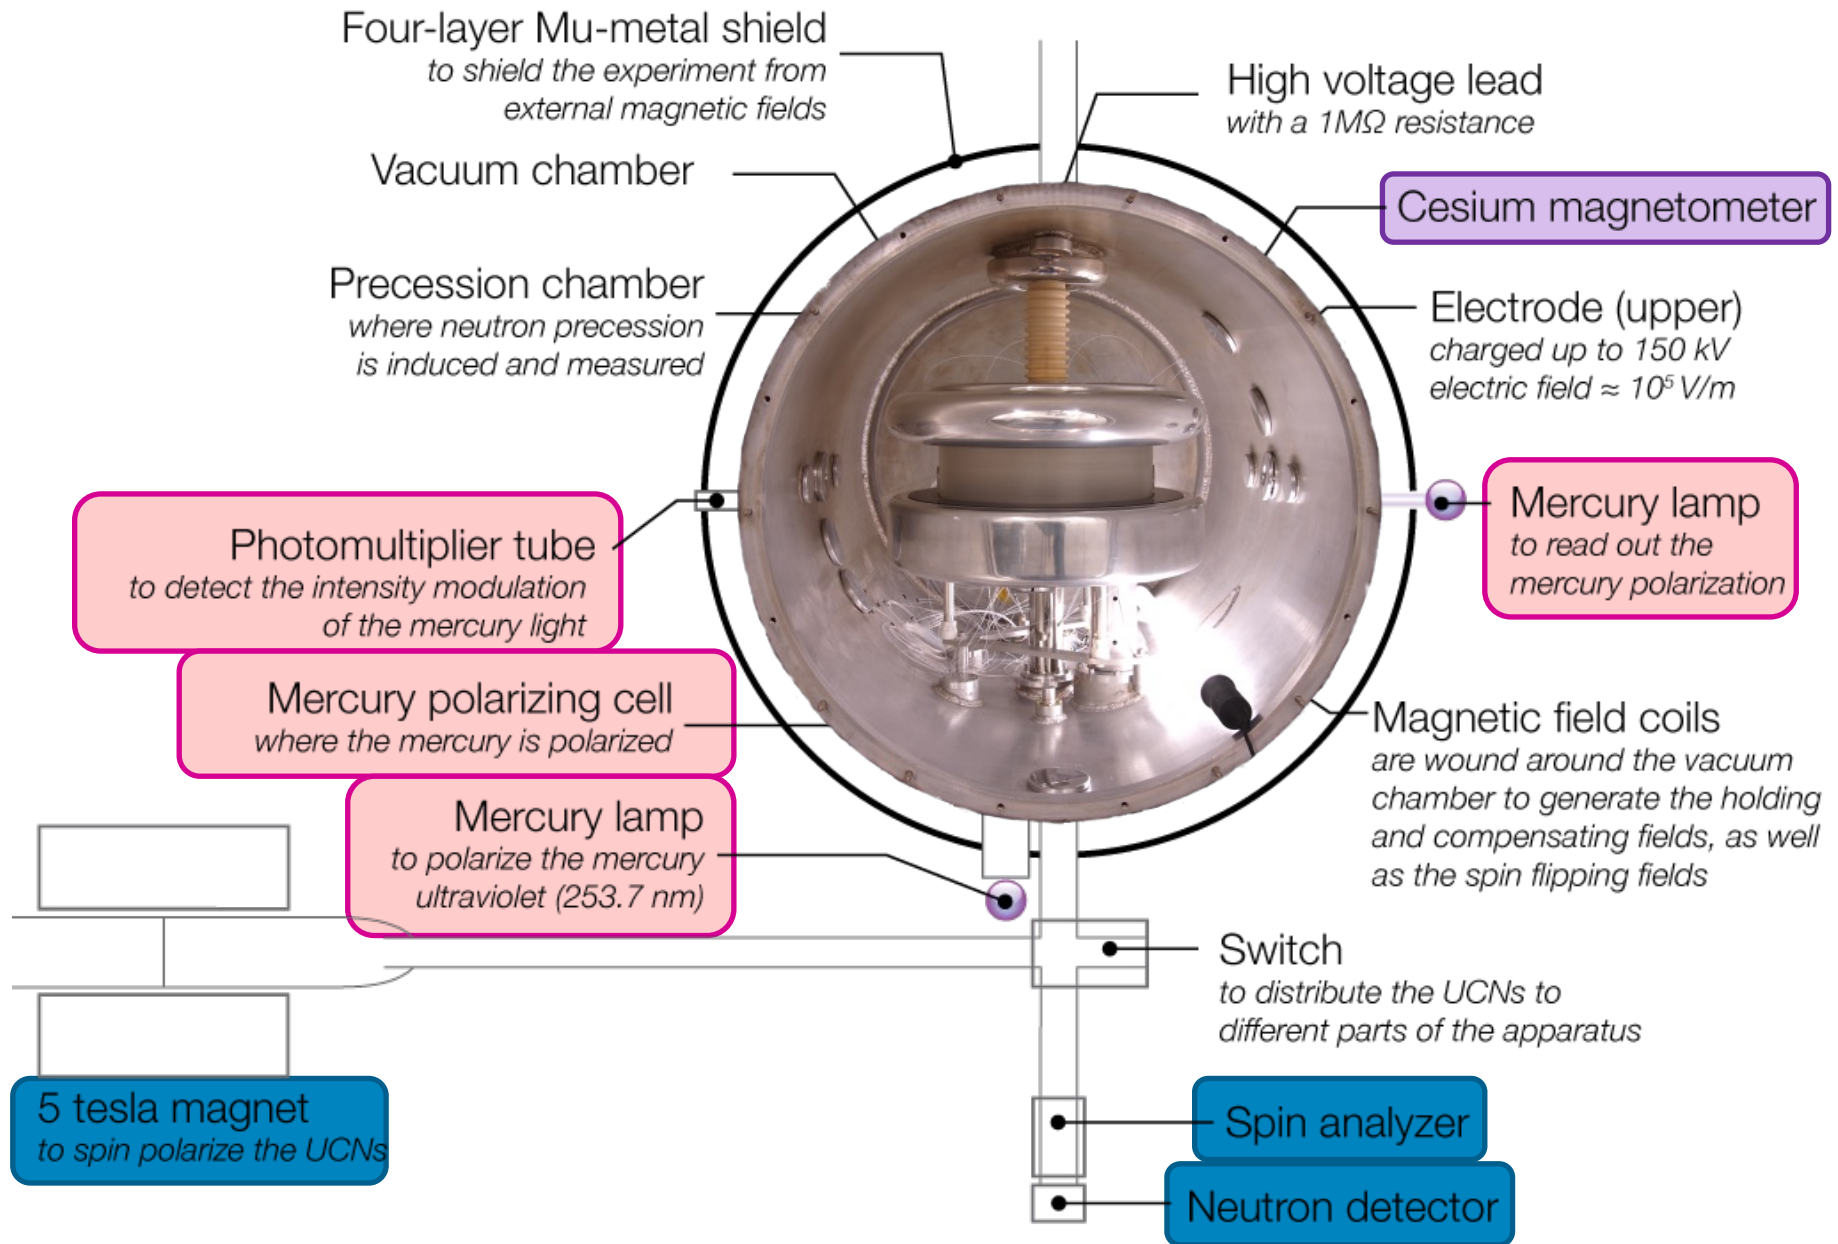 Four-layer Mu-metal shield
to shield the experiment from
external magnetic fields
High voltage lead
with a 1MΩ resistance
Vacuum chamber
Cesium magnetometer
Precession chamber
where neutron precession
is induced and measured
Electrode (upper)
charged up to 150 kV
electric field ≈ 10⁵ V/m
Photomultiplier tube
to detect the intensity modulation
of the mercury light
Mercury lamp
to read out the
mercury polarization
Mercury polarizing cell
where the mercury is polarized
Magnetic field coils
are wound around the vacuum
chamber to generate the holding
and compensating fields, as well
as the spin flipping fields
Mercury lamp
to polarize the mercury
ultraviolet (253.7 nm)
Switch
to distribute the UCNs to
different parts of the apparatus
5 tesla magnet
to spin polarize the UCNs
Spin analyzer
Neutron detector